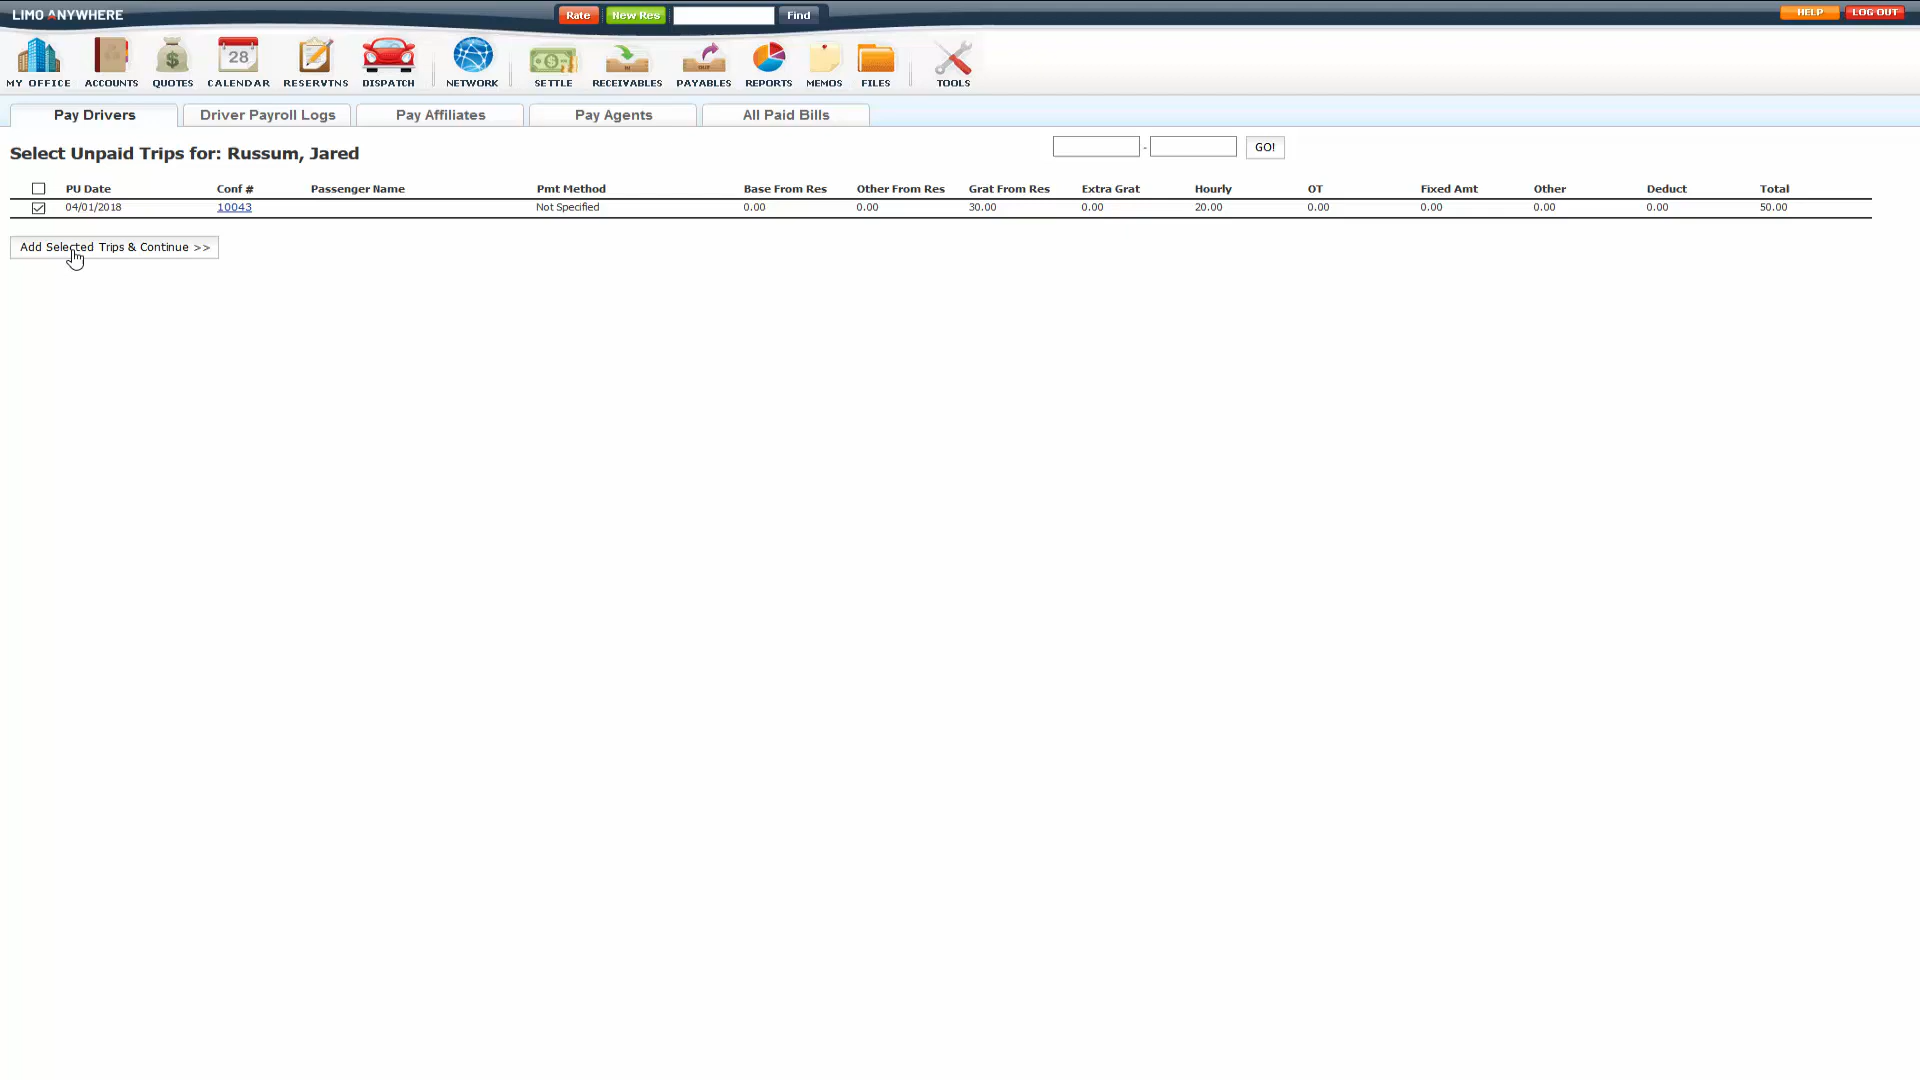 LIMO ANYWHERE Rate New Res Find HELP LOG OUT
28
MY OFFICE ACCOUNTS QUOTES CALENDAR RESERVTNS DISPATCH NETWORK SETTLE RECEIVABLES PAYABLES REPORTS MEMOS FILES TOOLS
Pay Drivers Driver Payroll Logs Pay Affiliates Pay Agents All Paid Bills
Select Unpaid Trips for: Russum, Jared - GO!
PU Date Conf # Passenger Name Pmt Method Base From Res Other From Res Grat From Res Extra Grat Hourly OT Fixed Amt Other Deduct Total
04/01/2018 10043 Not Specified 0.00 0.00 30.00 0.00 20.00 0.00 0.00 0.00 0.00 50.00
Add Selected Trips & Continue >>